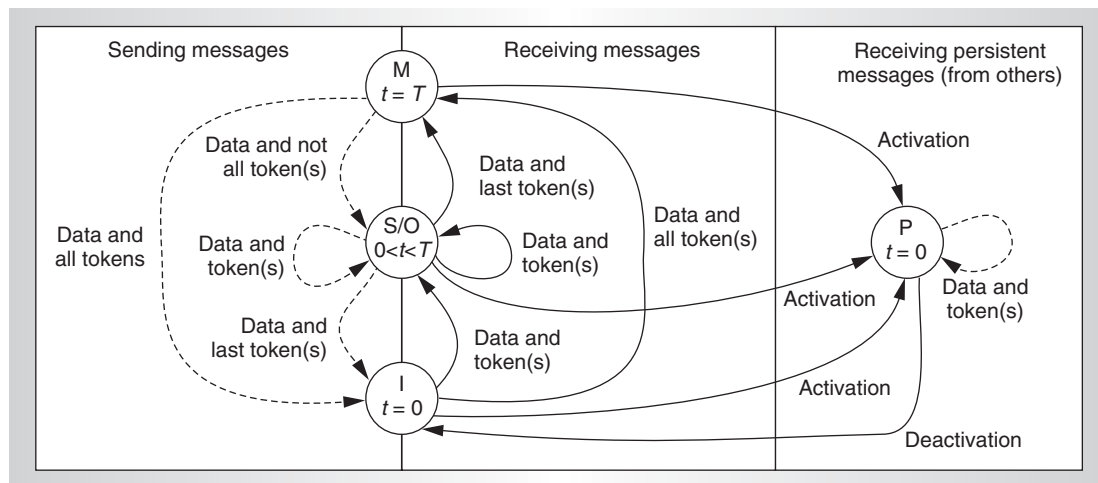 Sending messages
Receiving messages
Receiving persistent
messages (from others)
M
t = T
Activation
Data and not
all token(s)
Data and
last token(s)
S/O
0<t<T
Data and
all tokens
Data and
token(s)
Data and
token(s)
Data and
all token(s)
P
t = 0
Data and
token(s)
Activation
Data and
last token(s)
Data and
token(s)
I
t = 0
Activation
Deactivation